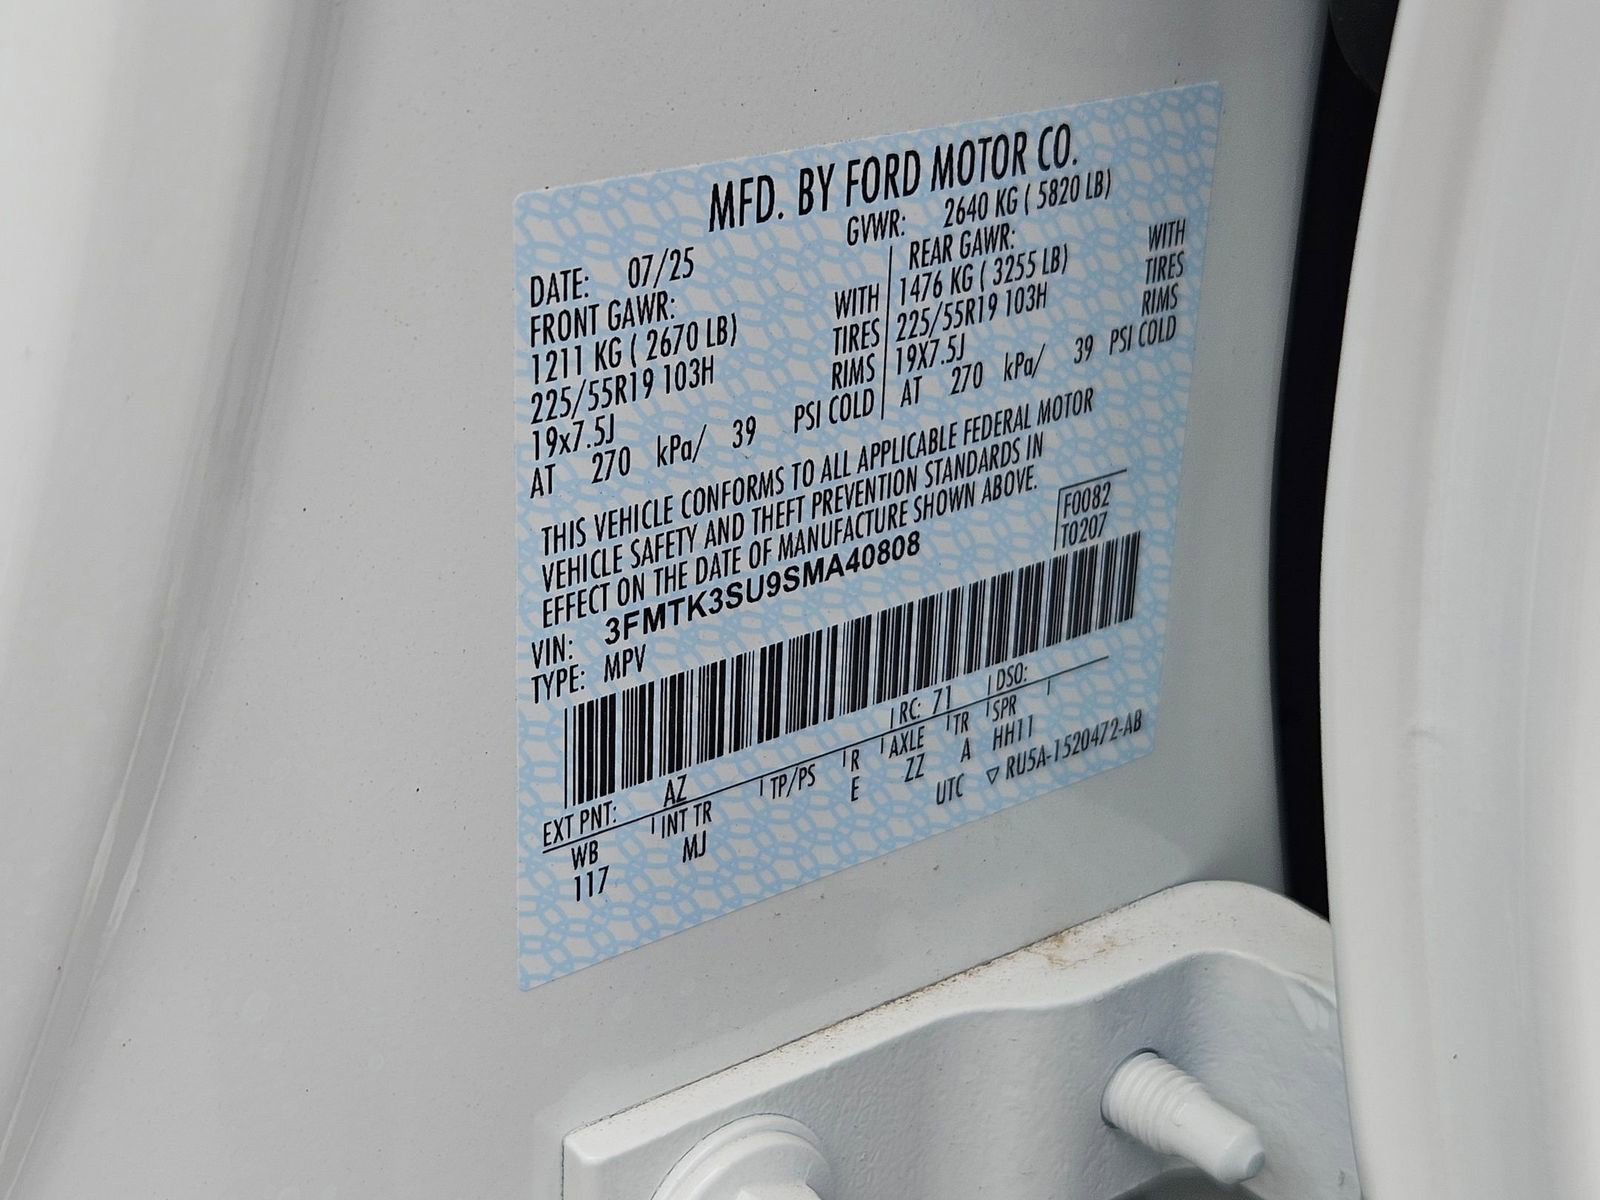 MFD. BY FORD MOTOR CO.
DATE: 07/25 GVWR: 2640 KG ( 5820 LB)
FRONT GAWR: REAR GAWR:
1211 KG ( 2670 LB) WITH 1476 KG ( 3255 LB) WITH
225/55R19 103H TIRES 225/55R19 103H TIRES
19x7.5J RIMS 19X7.5J RIMS
AT 270 kPa/ 39 PSI COLD AT 270 kPa/ 39 PSI COLD
THIS VEHICLE CONFORMS TO ALL APPLICABLE FEDERAL MOTOR
VEHICLE SAFETY AND THEFT PREVENTION STANDARDS IN
EFFECT ON THE DATE OF MANUFACTURE SHOWN ABOVE.
F0082
T0207
VIN: 3FMTK3SU9SMA40808
TYPE: MPV
EXT PNT: AZ RC: 71 DSO:
WB INT TR TP/PS R AXLE TR SPR
117 MJ E ZZ A HH11
UTC ▽ RU5A-1520472-AB